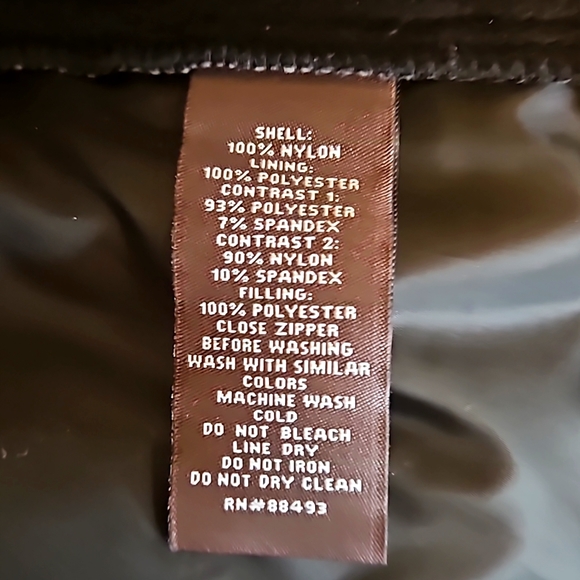 SHELL:
100% NYLON
LINING:
100% POLYESTER
CONTRAST 1:
93% POLYESTER
7% SPANDEX
CONTRAST 2:
90% NYLON
10% SPANDEX
FILLING:
100% POLYESTER
CLOSE ZIPPER
BEFORE WASHING
WASH WITH SIMILAR
COLORS
MACHINE WASH
COLD
DO NOT BLEACH
LINE DRY
DO NOT IRON
DO NOT DRY CLEAN
RN#88493